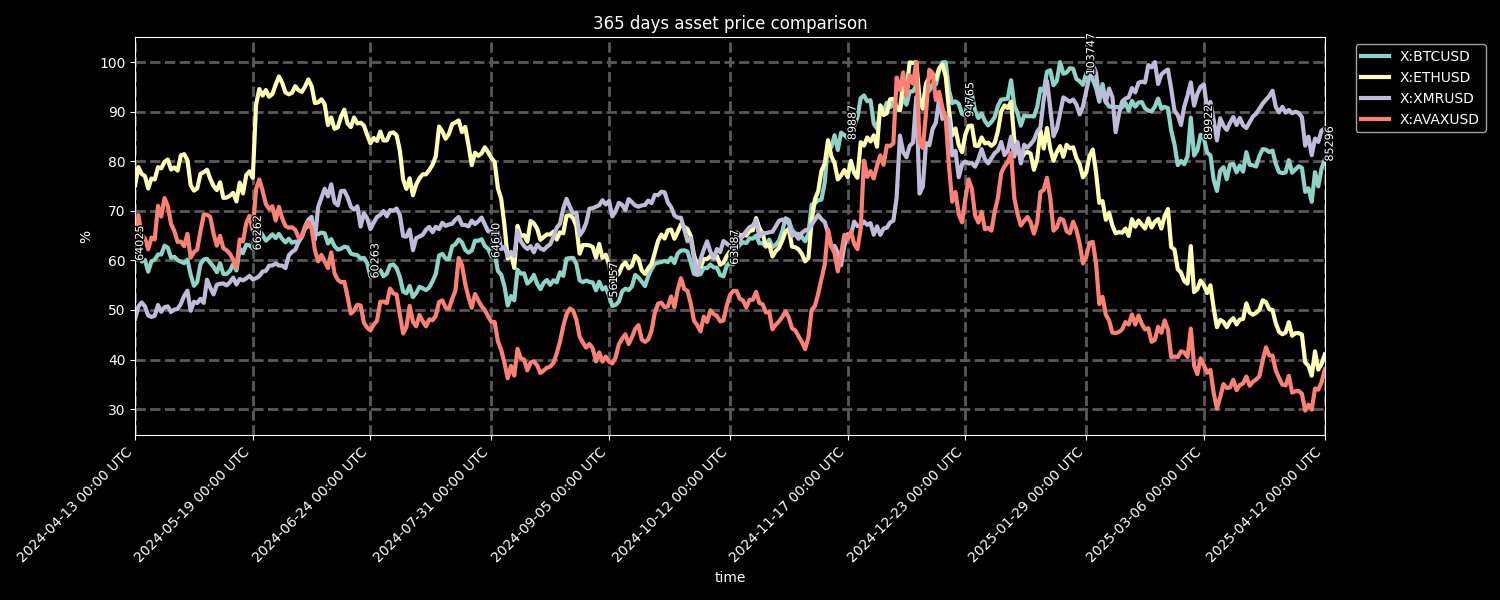 365 days asset price comparison
X:BTCUSD
X:ETHUSD
X:XMRUSD
X:AVAXUSD
%
100
90
80
70
60
50
40
30
64025
66262
60263
64610
56157
63187
89887
94765
103747
89922
85296
2024-04-13 00:00 UTC
2024-05-19 00:00 UTC
2024-06-24 00:00 UTC
2024-07-31 00:00 UTC
2024-09-05 00:00 UTC
2024-10-12 00:00 UTC
2024-11-17 00:00 UTC
2024-12-23 00:00 UTC
2025-01-29 00:00 UTC
2025-03-06 00:00 UTC
2025-04-12 00:00 UTC
time